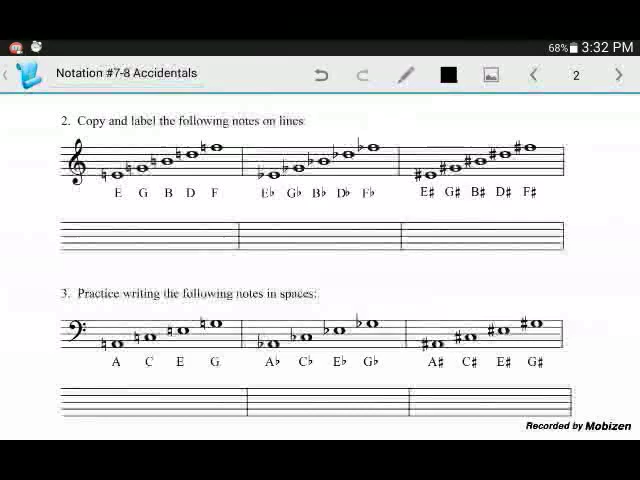 68% 3:32 PM
Notation #7-8 Accidentals 2
2. Copy and label the following notes on lines:
E G B D F E♭ G♭ B♭ D♭ F♭ E♯ G♯ B♯ D♯ F♯
3. Practice writing the following notes in spaces:
A C E G A♭ C♭ E♭ G♭ A♯ C♯ E♯ G♯
Recorded by Mobizen